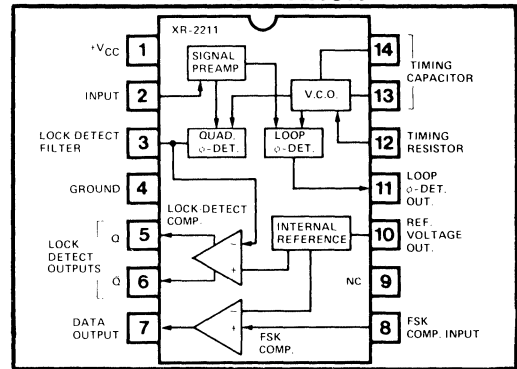 XR-2211
+VCC
1
INPUT
2
LOCK DETECT
FILTER
3
GROUND
4
LOCK
DETECT
OUTPUTS
Q
5
Q̄
6
DATA
OUTPUT
7
SIGNAL
PREAMP
V.C.O.
QUAD.
φ-DET.
LOOP
φ-DET.
LOCK-DETECT
COMP.
INTERNAL
REFERENCE
−
+
−
+
FSK
COMP.
14
13
TIMING
CAPACITOR
12
TIMING
RESISTOR
11
LOOP
φ-DET.
OUT.
10
REF.
VOLTAGE
OUT.
NC
9
8
FSK
COMP. INPUT